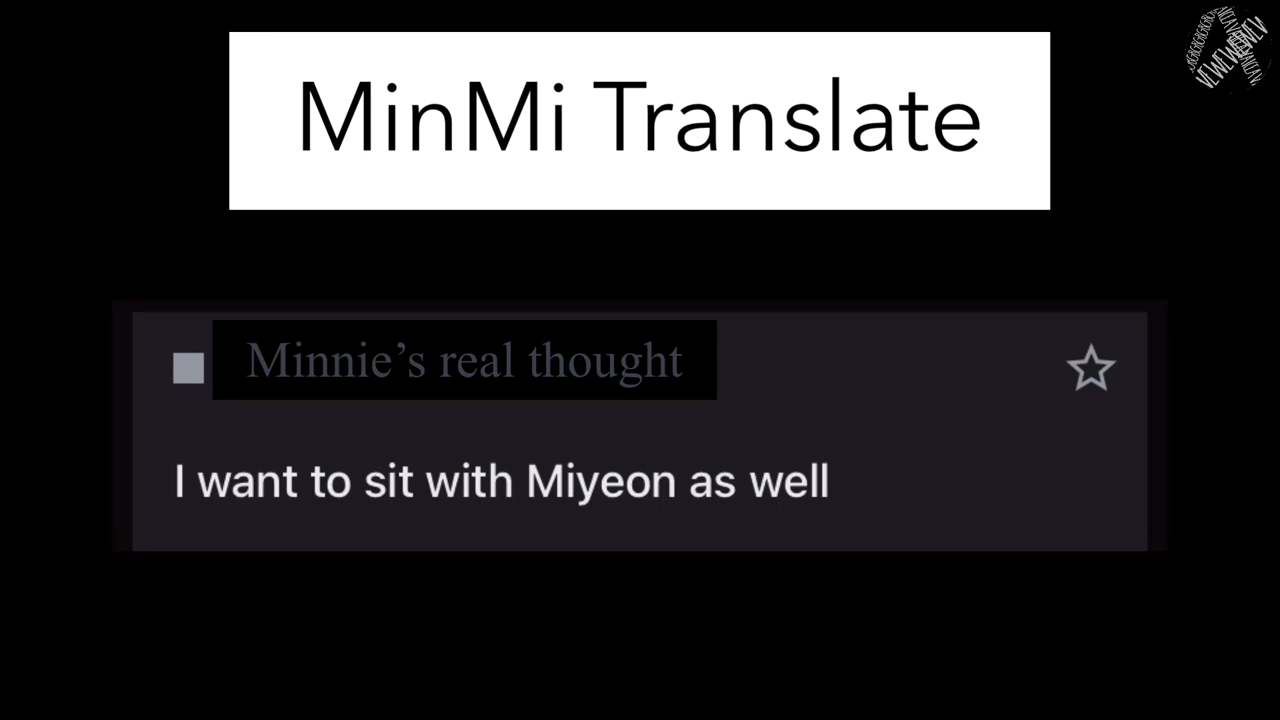 MinMi Translate
Minnie’s real thought
I want to sit with Miyeon as well